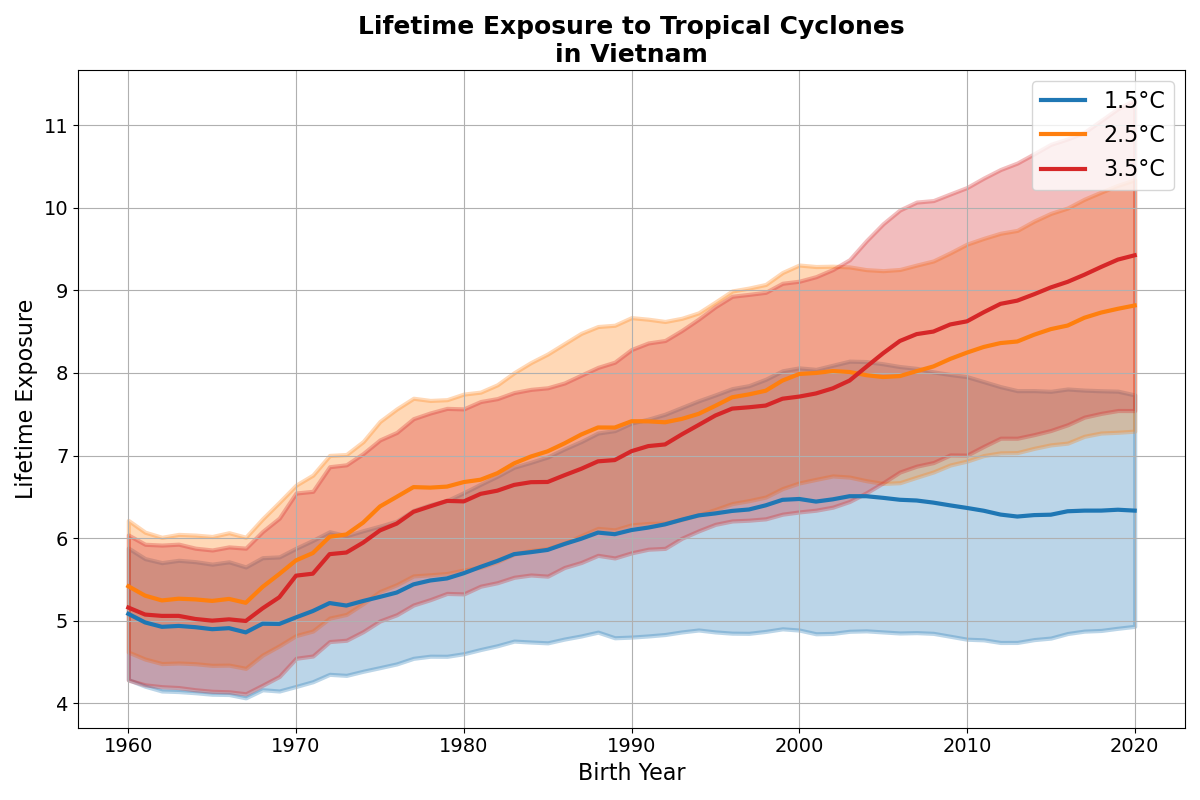 Lifetime Exposure to Tropical Cyclones
in Vietnam
1.5°C
2.5°C
3.5°C
Lifetime Exposure
11
10
9
8
7
6
5
4
1960
1970
1980
1990
2000
2010
2020
Birth Year